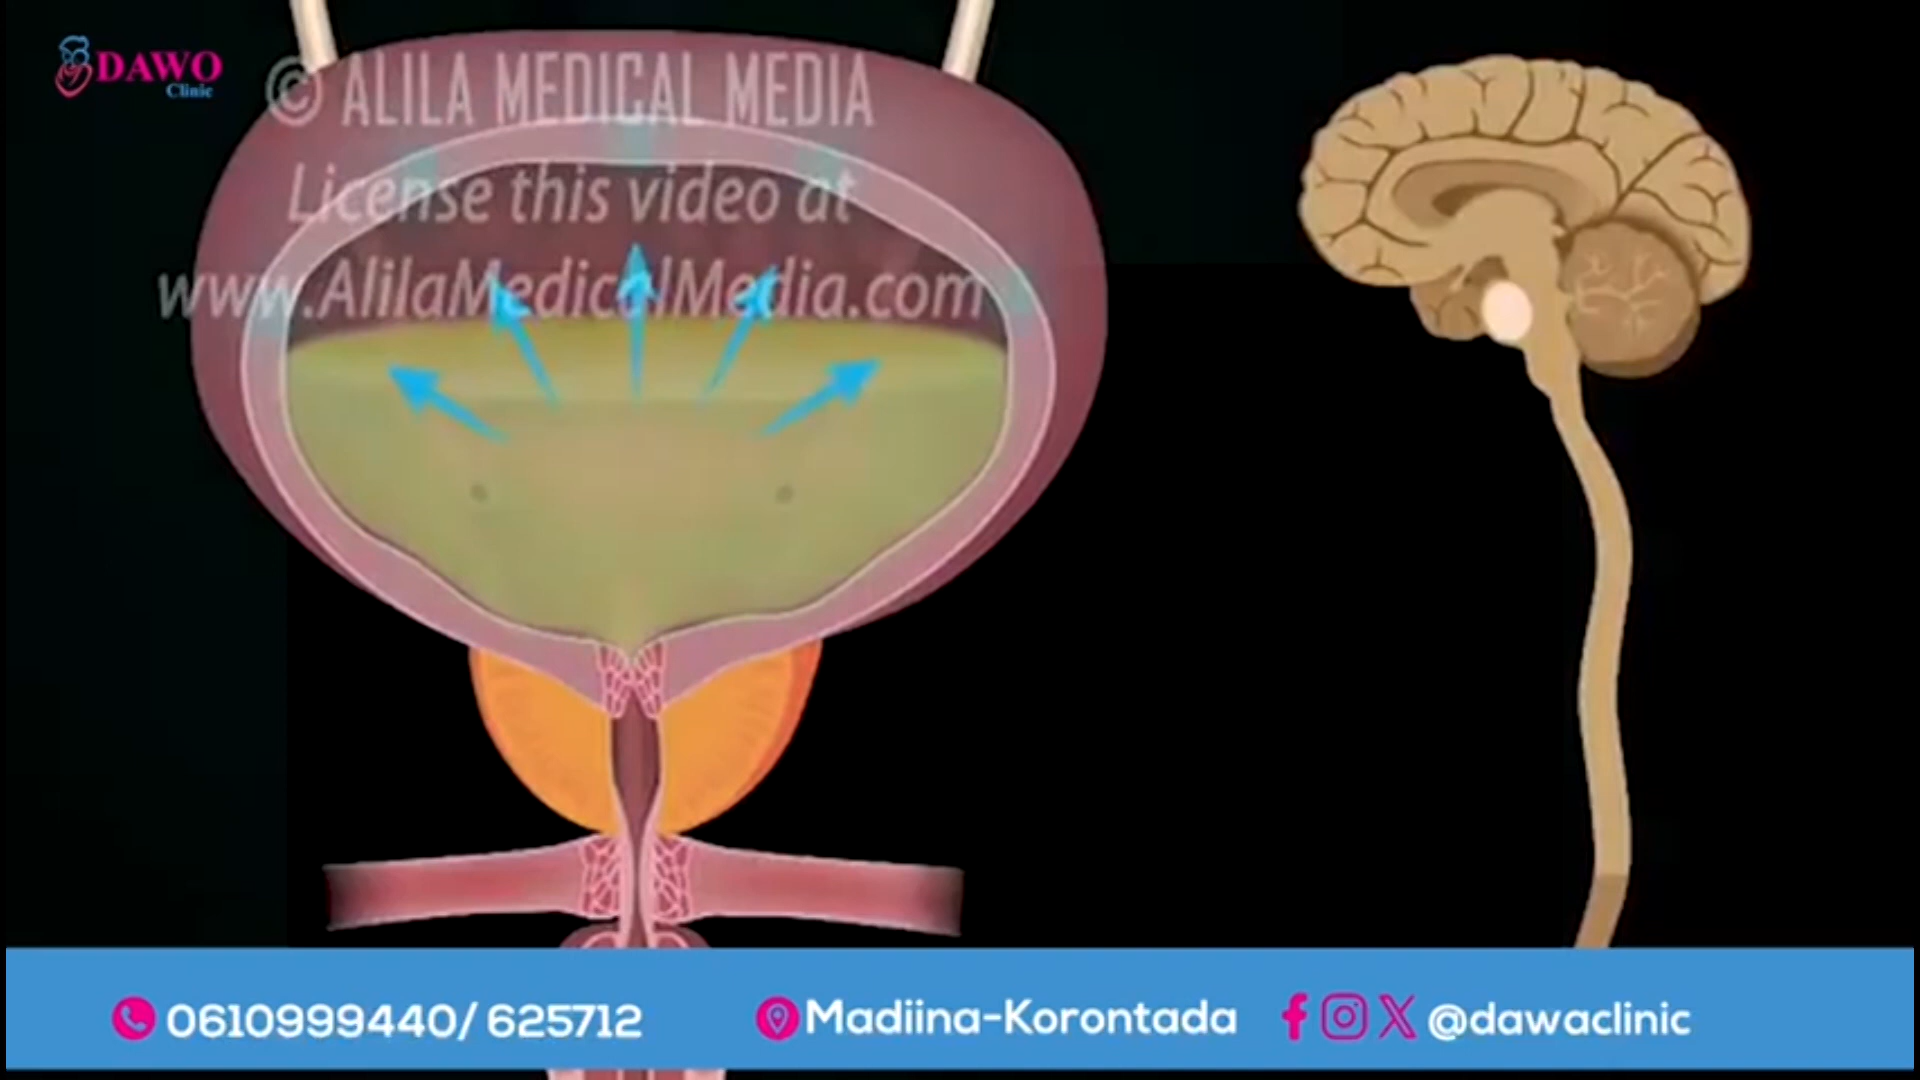 DAWO
Clinic
© ALILA MEDICAL MEDIA
License this video at
www.AlilaMedicalMedia.com
0610999440/ 625712
Madiina-Korontada
@dawaclinic